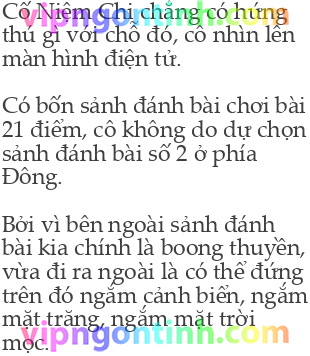 Cố Niệm Chi chẳng có hứng
vipngontinh.com
thú gì với chỗ đó, cô nhìn lên
màn hình điện tử.
Có bốn sảnh đánh bài chơi bài
21 điểm, cô không do dự chọn
sảnh đánh bài số 2 ở phía
Đông.
Bởi vì bên ngoài sảnh đánh
bài kia chính là boong thuyền,
vừa đi ra ngoài là có thể đứng
trên đó ngắm cảnh biển, ngắm
mặt trăng, ngắm mặt trời
vipngontinh.com
mọc.